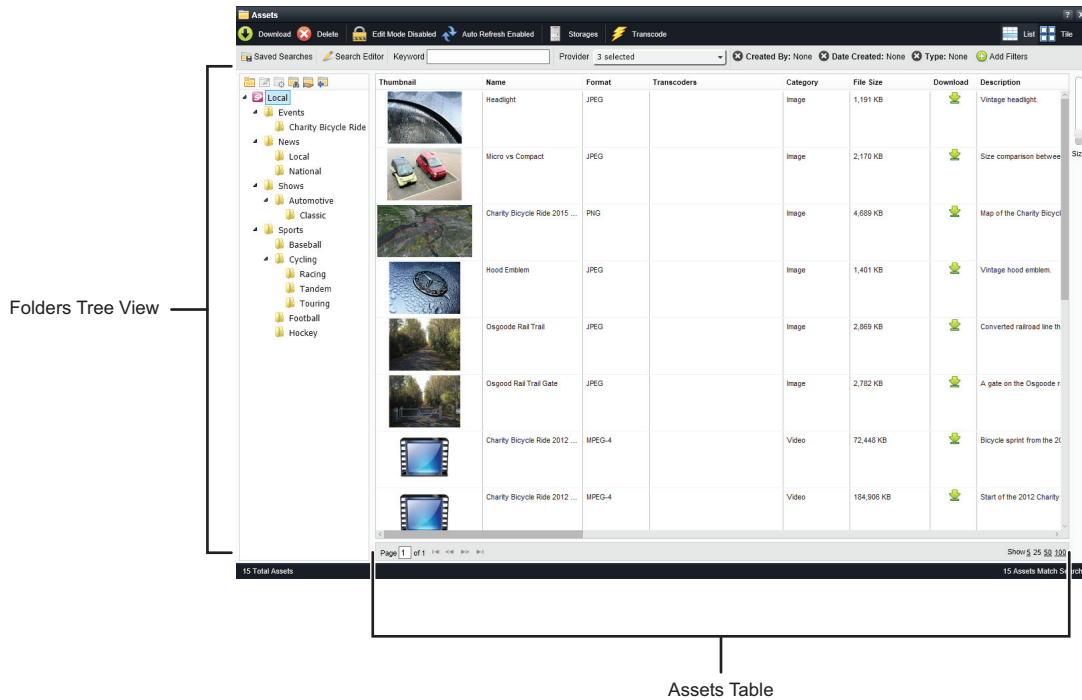 Assets
Download Delete Edit Mode Disabled Auto Refresh Enabled Storages Transcode List Tile
Saved Searches Search Editor Keyword Provider 3 selected Created By: None Date Created: None Type: None Add Filters
Folders Tree View
Local
Events
Charity Bicycle Ride
News
Local
National
Shows
Automotive
Classic
Sports
Baseball
Cycling
Racing
Tandem
Touring
Football
Hockey
Thumbnail Name Format Transcoders Category File Size Download Description
Headlight JPEG Image 1,191 KB Vintage headlight.
Micro vs Compact JPEG Image 2,170 KB Size comparison betwee
Siz
Charity Bicycle Ride 2015 ... PNG Image 4,689 KB Map of the Charity Bicycl
Hood Emblem JPEG Image 1,401 KB Vintage hood emblem.
Osgoode Rail Trail JPEG Image 2,869 KB Converted railroad line th
Osgood Rail Trail Gate JPEG Image 2,782 KB A gate on the Osgoode r
Charity Bicycle Ride 2012 ... MPEG-4 Video 72,448 KB Bicycle sprint from the 20
Charity Bicycle Ride 2012 ... MPEG-4 Video 184,906 KB Start of the 2012 Charity
Page 1 of 1 Show 5 25 50 100
15 Total Assets 15 Assets Match Search
Assets Table